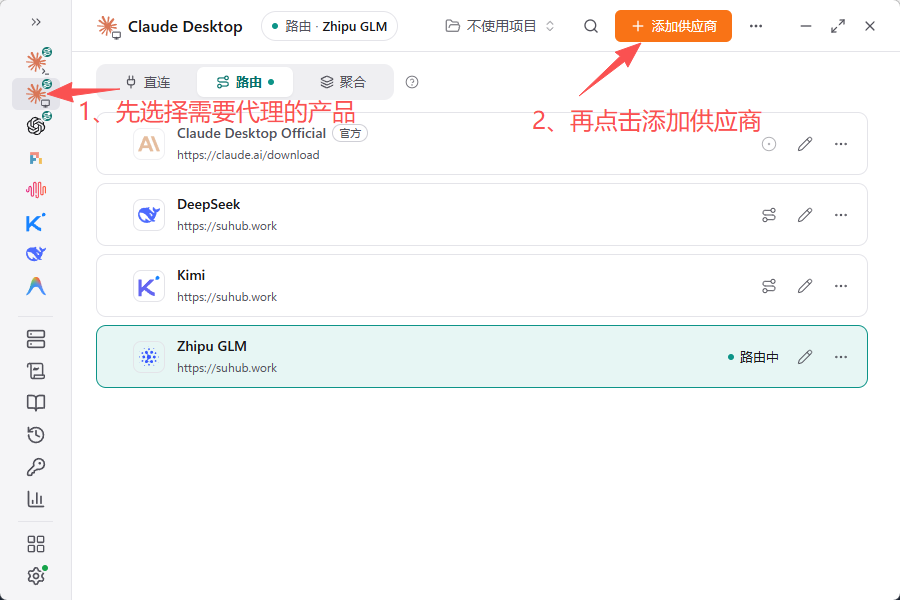 Claude Desktop
路由 · Zhipu GLM
不使用项目
+ 添加供应商
直连
路由
聚合
1、先选择需要代理的产品
2、再点击添加供应商
Claude Desktop Official 官方
https://claude.ai/download
DeepSeek
https://suhub.work
Kimi
https://suhub.work
Zhipu GLM
https://suhub.work
路由中